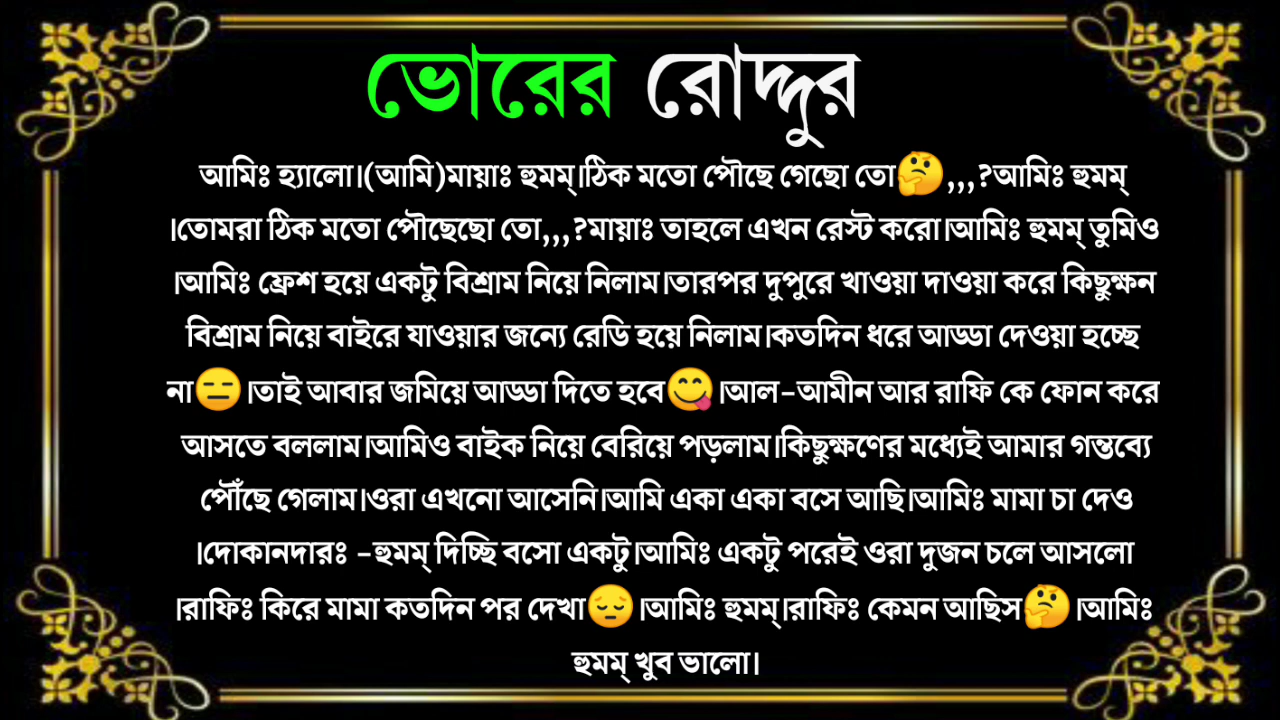 ভোরের রোদ্দুর
আমিঃ হ্যালো।(আমি)মায়াঃ হুমম্।ঠিক মতো পৌছে গেছো তো🤔,,,?আমিঃ হুমম্
।তোমরা ঠিক মতো পৌছেছো তো,,,?মায়াঃ তাহলে এখন রেস্ট করো।আমিঃ হুমম্ তুমিও
।আমিঃ ফ্রেশ হয়ে একটু বিশ্রাম নিয়ে নিলাম।তারপর দুপুরে খাওয়া দাওয়া করে কিছুক্ষন
বিশ্রাম নিয়ে বাইরে যাওয়ার জন্যে রেডি হয়ে নিলাম।কতদিন ধরে আড্ডা দেওয়া হচ্ছে
না😑।তাই আবার জমিয়ে আড্ডা দিতে হবে😋।আল-আমীন আর রাফি কে ফোন করে
আসতে বললাম।আমিও বাইক নিয়ে বেরিয়ে পড়লাম।কিছুক্ষণের মধ্যেই আমার গন্তব্যে
পৌঁছে গেলাম।ওরা এখনো আসেনি।আমি একা একা বসে আছি।আমিঃ মামা চা দেও
।দোকানদারঃ -হুমম্ দিচ্ছি বসো একটু।আমিঃ একটু পরেই ওরা দুজন চলে আসলো
।রাফিঃ কিরে মামা কতদিন পর দেখা😔।আমিঃ হুমম্।রাফিঃ কেমন আছিস🤔।আমিঃ
হুমম্ খুব ভালো।